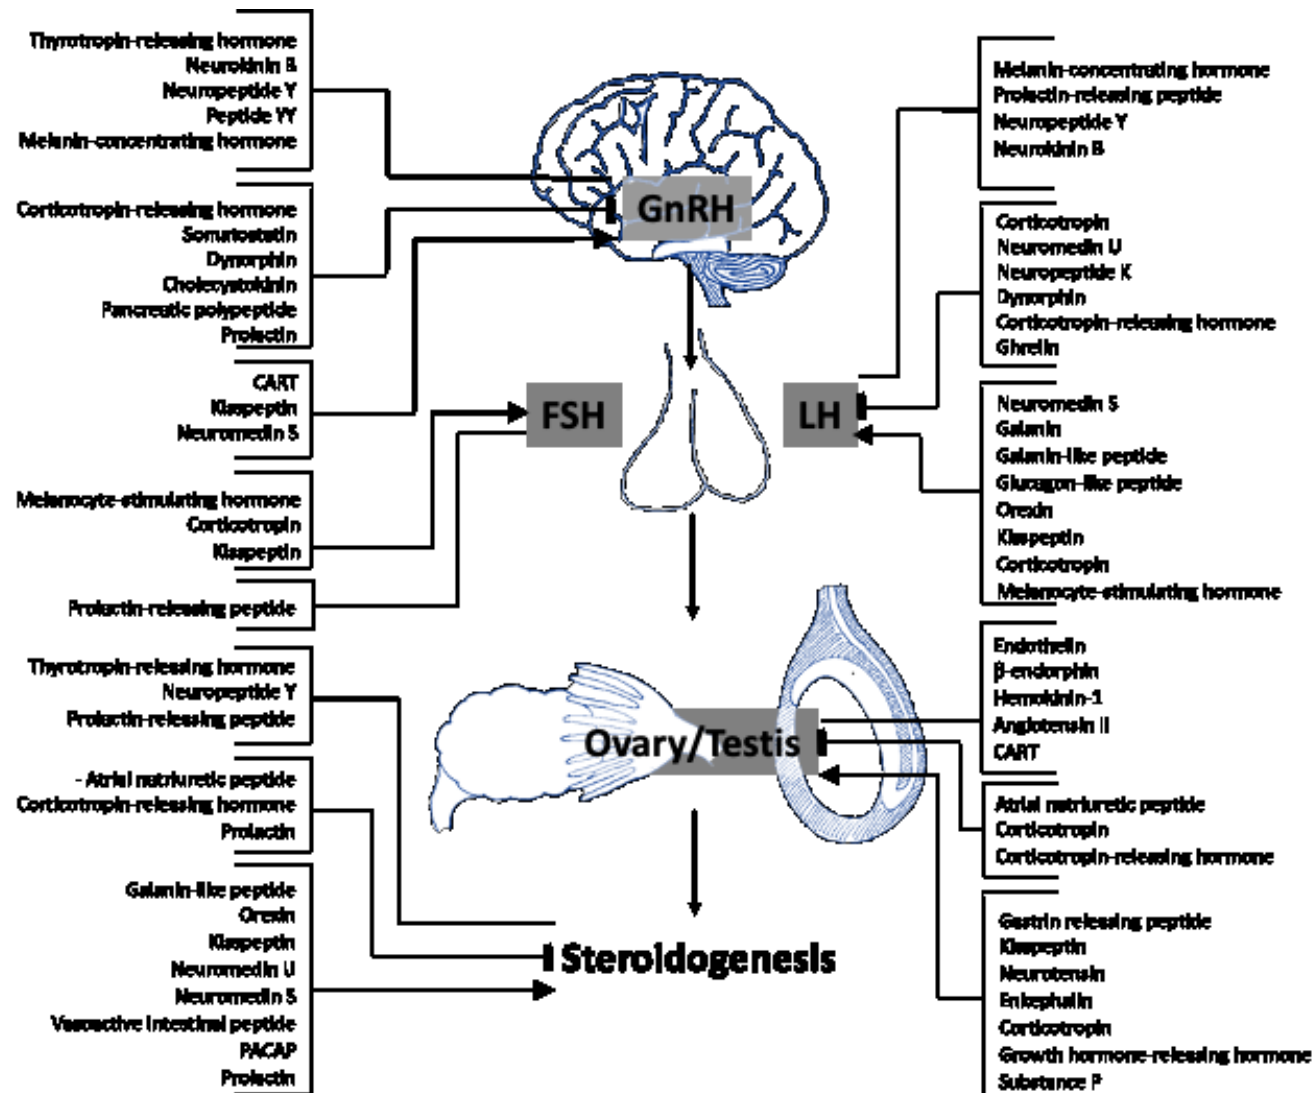 Thyrotropin-releasing hormone
Neurokinin B
Neuropeptide Y
Peptide YY
Melanin-concentrating hormone
Corticotropin-releasing hormone
Somatostatin
Dynorphin
Cholecystokinin
Pancreatic polypeptide
Prolactin
CART
Kisspeptin
Neuromedin S
Melanocyte-stimulating hormone
Corticotropin
Kisspeptin
Prolactin-releasing peptide
Thyrotropin-releasing hormone
Neuropeptide Y
Prolactin-releasing peptide
- Atrial natriuretic peptide
Corticotropin-releasing hormone
Prolactin
Galanin-like peptide
Orexin
Kisspeptin
Neuromedin U
Neuromedin S
Vasoactive intestinal peptide
PACAP
Prolactin
GnRH
FSH
LH
Ovary/Testis
Steroidogenesis
Melanin-concentrating hormone
Prolactin-releasing peptide
Neuropeptide Y
Neurokinin B
Corticotropin
Neuromedin U
Neuropeptide K
Dynorphin
Corticotropin-releasing hormone
Ghrelin
Neuromedin S
Galanin
Galanin-like peptide
Glucagon-like peptide
Orexin
Kisspeptin
Corticotropin
Melanocyte-stimulating hormone
Endothelin
β-endorphin
Hemokinin-1
Angiotensin II
CART
Atrial natriuretic peptide
Corticotropin
Corticotropin-releasing hormone
Gastrin releasing peptide
Kisspeptin
Neurotensin
Enkephalin
Corticotropin
Growth hormone-releasing hormone
Substance P